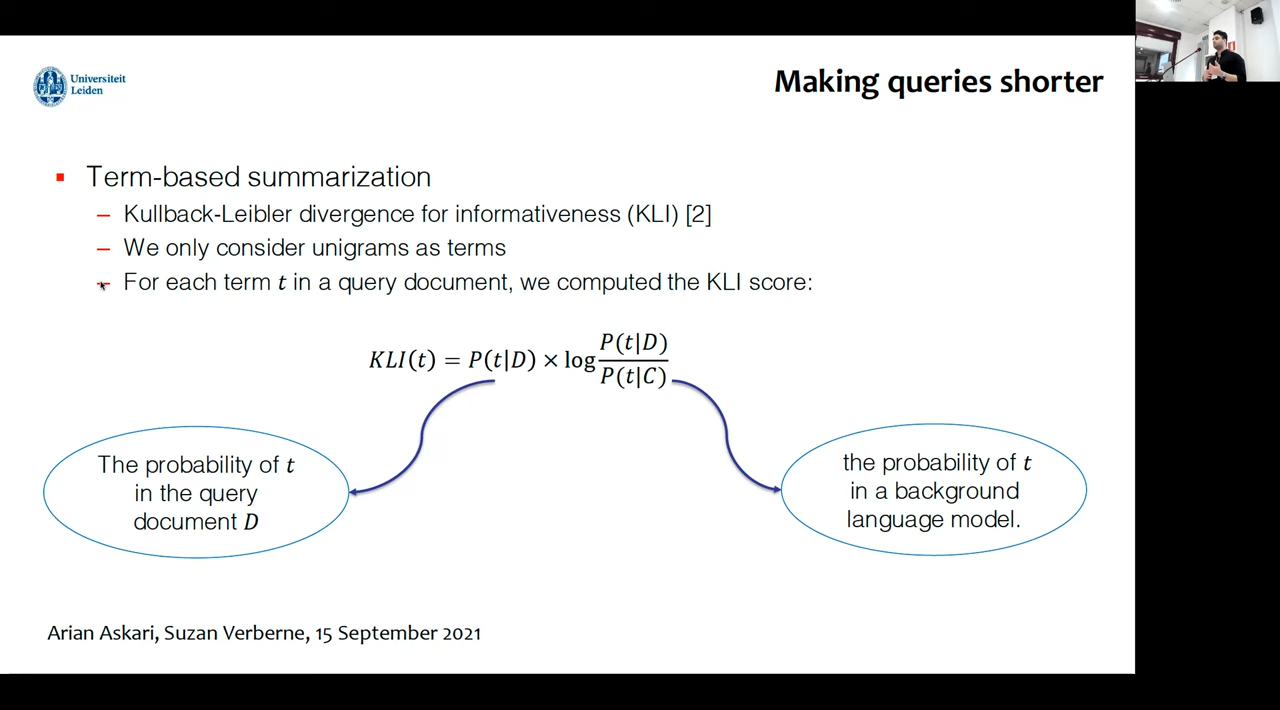 Universiteit
Leiden
Making queries shorter
Term-based summarization
– Kullback-Leibler divergence for informativeness (KLI) [2]
– We only consider unigrams as terms
– For each term t in a query document, we computed the KLI score:
KLI(t) = P(t|D) × log P(t|D) / P(t|C)
The probability of t
in the query
document D
the probability of t
in a background
language model.
Arian Askari, Suzan Verberne, 15 September 2021